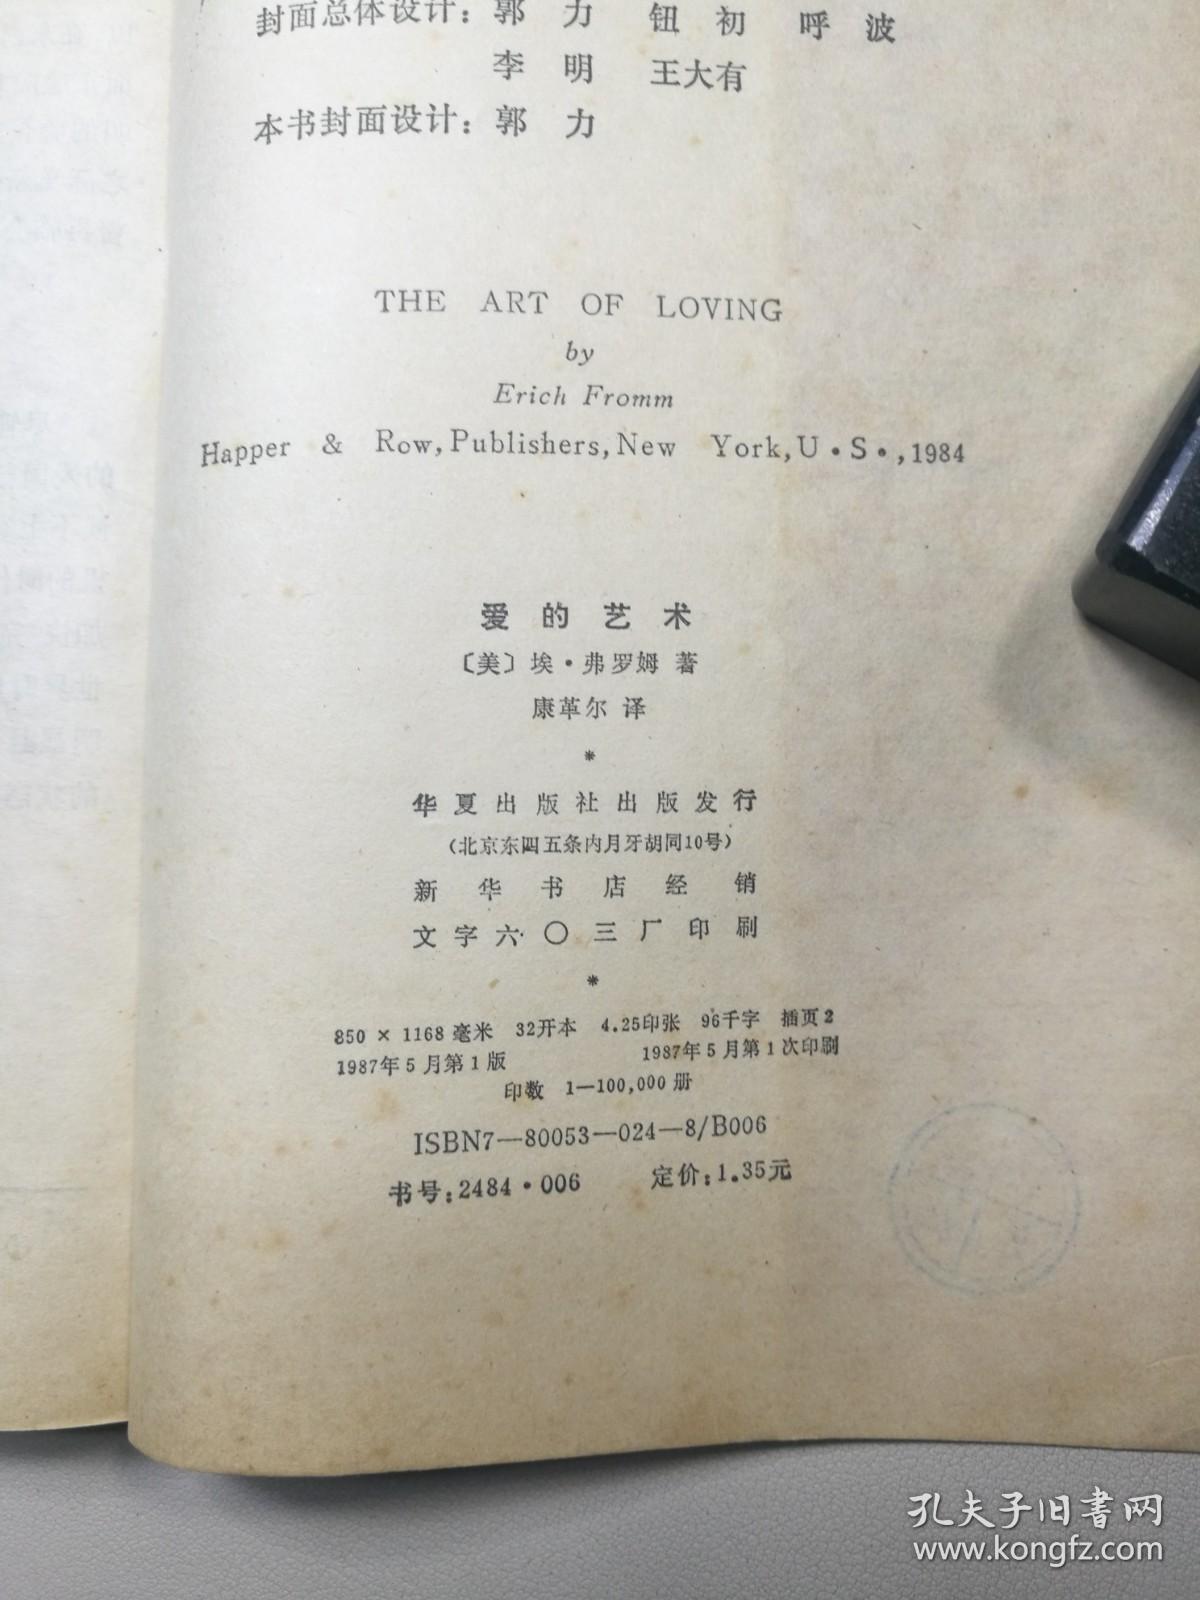 封面总体设计：郭 力 钮 初 呼 波
李 明 王大有
本书封面设计：郭 力
THE ART OF LOVING
by
Erich Fromm
Happer & Row, Publishers, New York, U·S·, 1984
爱的艺术
〔美〕埃·弗罗姆 著
康革尔 译
*
华夏出版社出版发行
（北京东四五条内月牙胡同10号）
新华书店经销
文字六〇三厂印刷
*
850 × 1168 毫米 32开本 4.25印张 96千字 插页2
1987年5月第1版 1987年5月第1次印刷
印数 1—100,000 册
ISBN7—80053—024—8/B006
书号：2484·006 定价：1.35元
孔夫子旧书网
www.kongfz.com